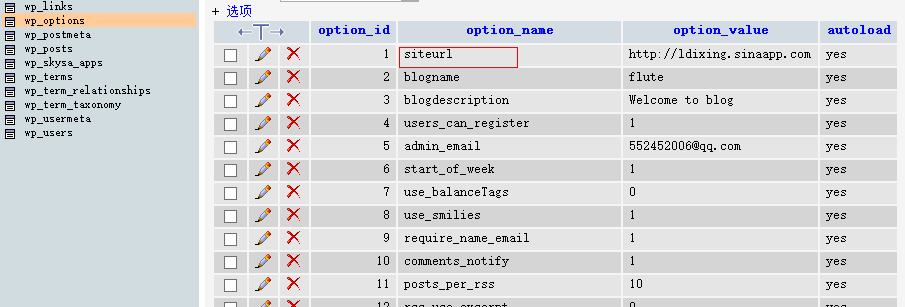 wp_links
wp_options
wp_postmeta
wp_posts
wp_skysa_apps
wp_terms
wp_term_relationships
wp_term_taxonomy
wp_usermeta
wp_users
+ 选项
←T→ option_id option_name option_value autoload
1 siteurl http://ldixing.sinaapp.com yes
2 blogname flute yes
3 blogdescription Welcome to blog yes
4 users_can_register 1 yes
5 admin_email 552452006@qq.com yes
6 start_of_week 1 yes
7 use_balanceTags 0 yes
8 use_smilies 1 yes
9 require_name_email 1 yes
10 comments_notify 1 yes
11 posts_per_rss 10 yes
12 rss_use_excerpt 0 yes